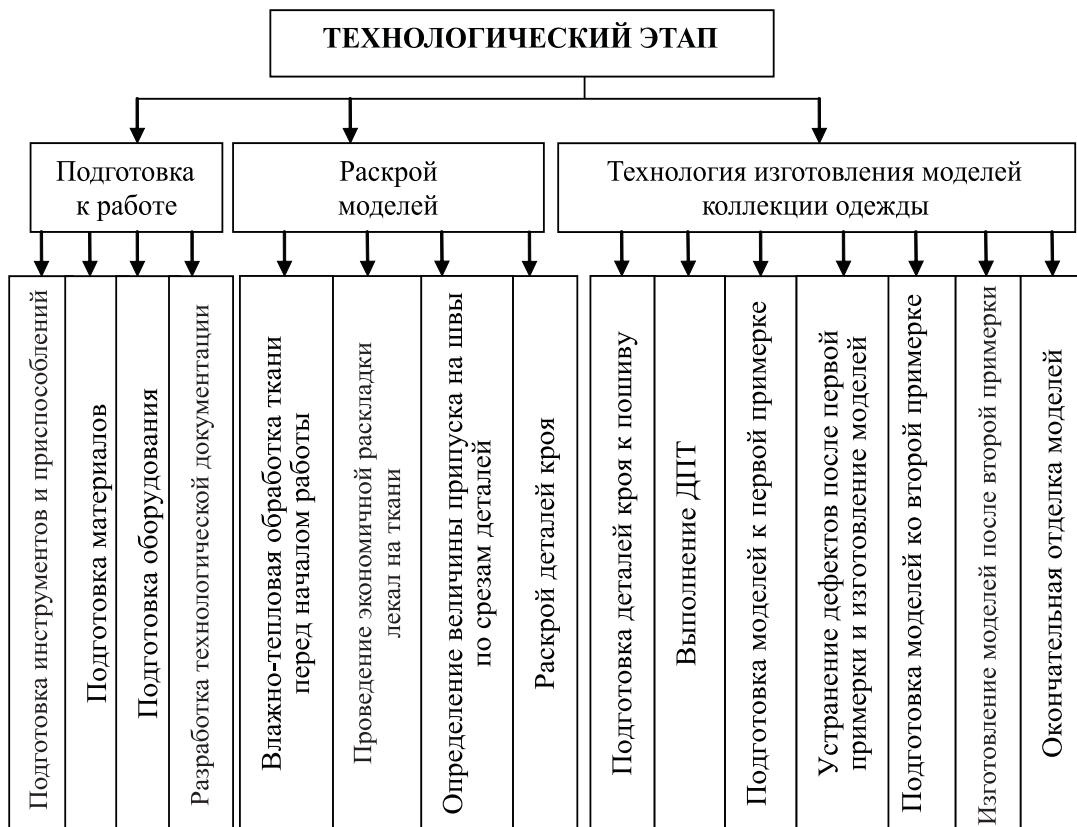 ТЕХНОЛОГИЧЕСКИЙ ЭТАП
Подготовка
к работе
Раскрой
моделей
Технология изготовления моделей
коллекции одежды
Подготовка инструментов и приспособлений
Подготовка материалов
Подготовка оборудования
Разработка технологической документации
Влажно-тепловая обработка ткани
перед началом работы
Проведение экономичной раскладки
лекал на ткани
Определение величины припуска на швы
по срезам деталей
Раскрой деталей кроя
Подготовка деталей кроя к пошиву
Выполнение ДПТ
Подготовка моделей к первой примерке
Устранение дефектов после первой
примерки и изготовление моделей
Подготовка моделей ко второй примерке
Изготовление моделей после второй примерки
Окончательная отделка моделей